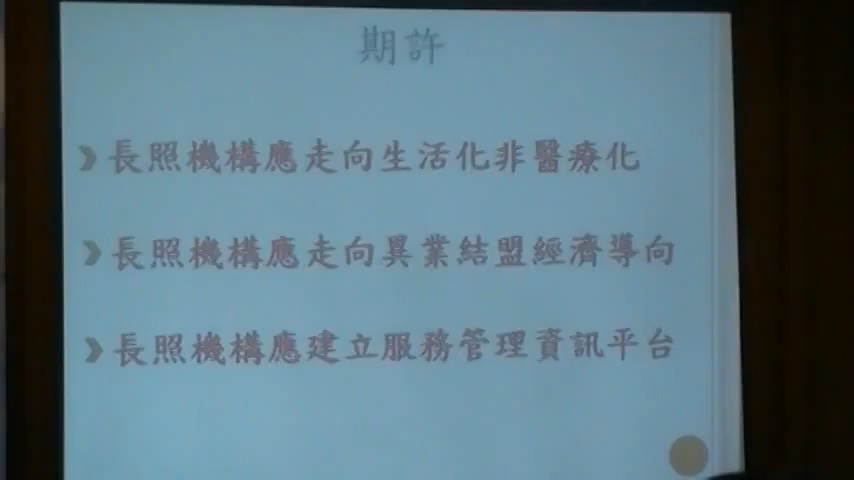 期許
長照機構應走向生活化非醫療化
長照機構應走向異業結盟經濟導向
長照機構應建立服務管理資訊平台